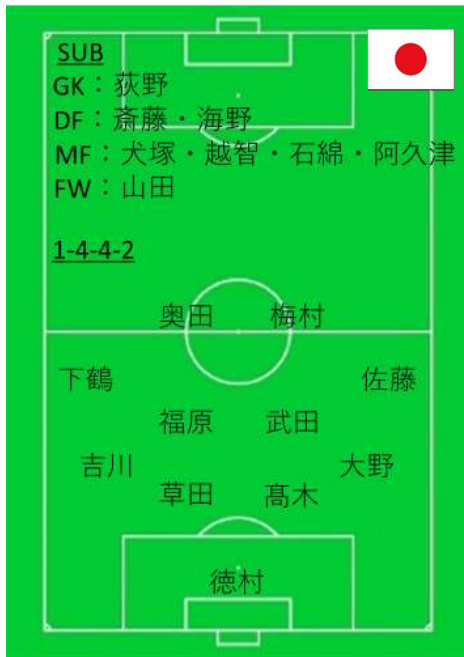 SUB
GK：荻野
DF：斎藤・海野
MF：犬塚・越智・石綿・阿久津
FW：山田
1-4-4-2
奥田 梅村
下鶴 佐藤
福原 武田
吉川 大野
草田 髙木
徳村